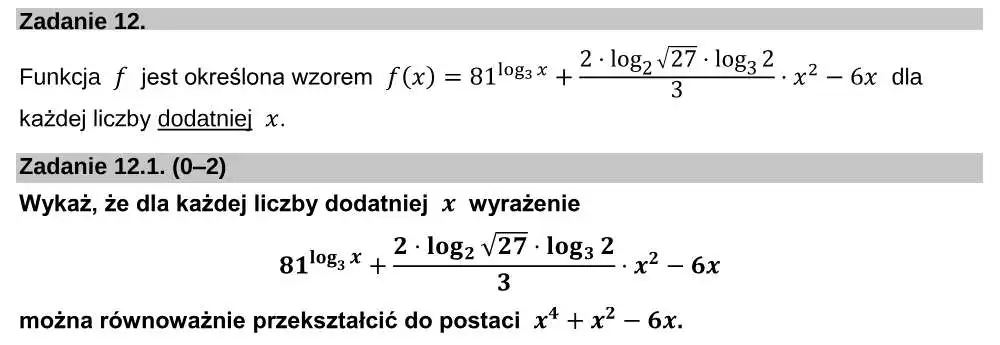 Zadanie 12.
Funkcja f jest określona wzorem f(x) = 81^{log₃ x} + \frac{2 · log₂ √27 · log₃ 2}{3} · x² − 6x dla
każdej liczby dodatniej x.
Zadanie 12.1. (0–2)
Wykaż, że dla każdej liczby dodatniej x wyrażenie
81^{log₃ x} + \frac{2 · log₂ √27 · log₃ 2}{3} · x² − 6x
można równoważnie przekształcić do postaci x⁴ + x² − 6x.